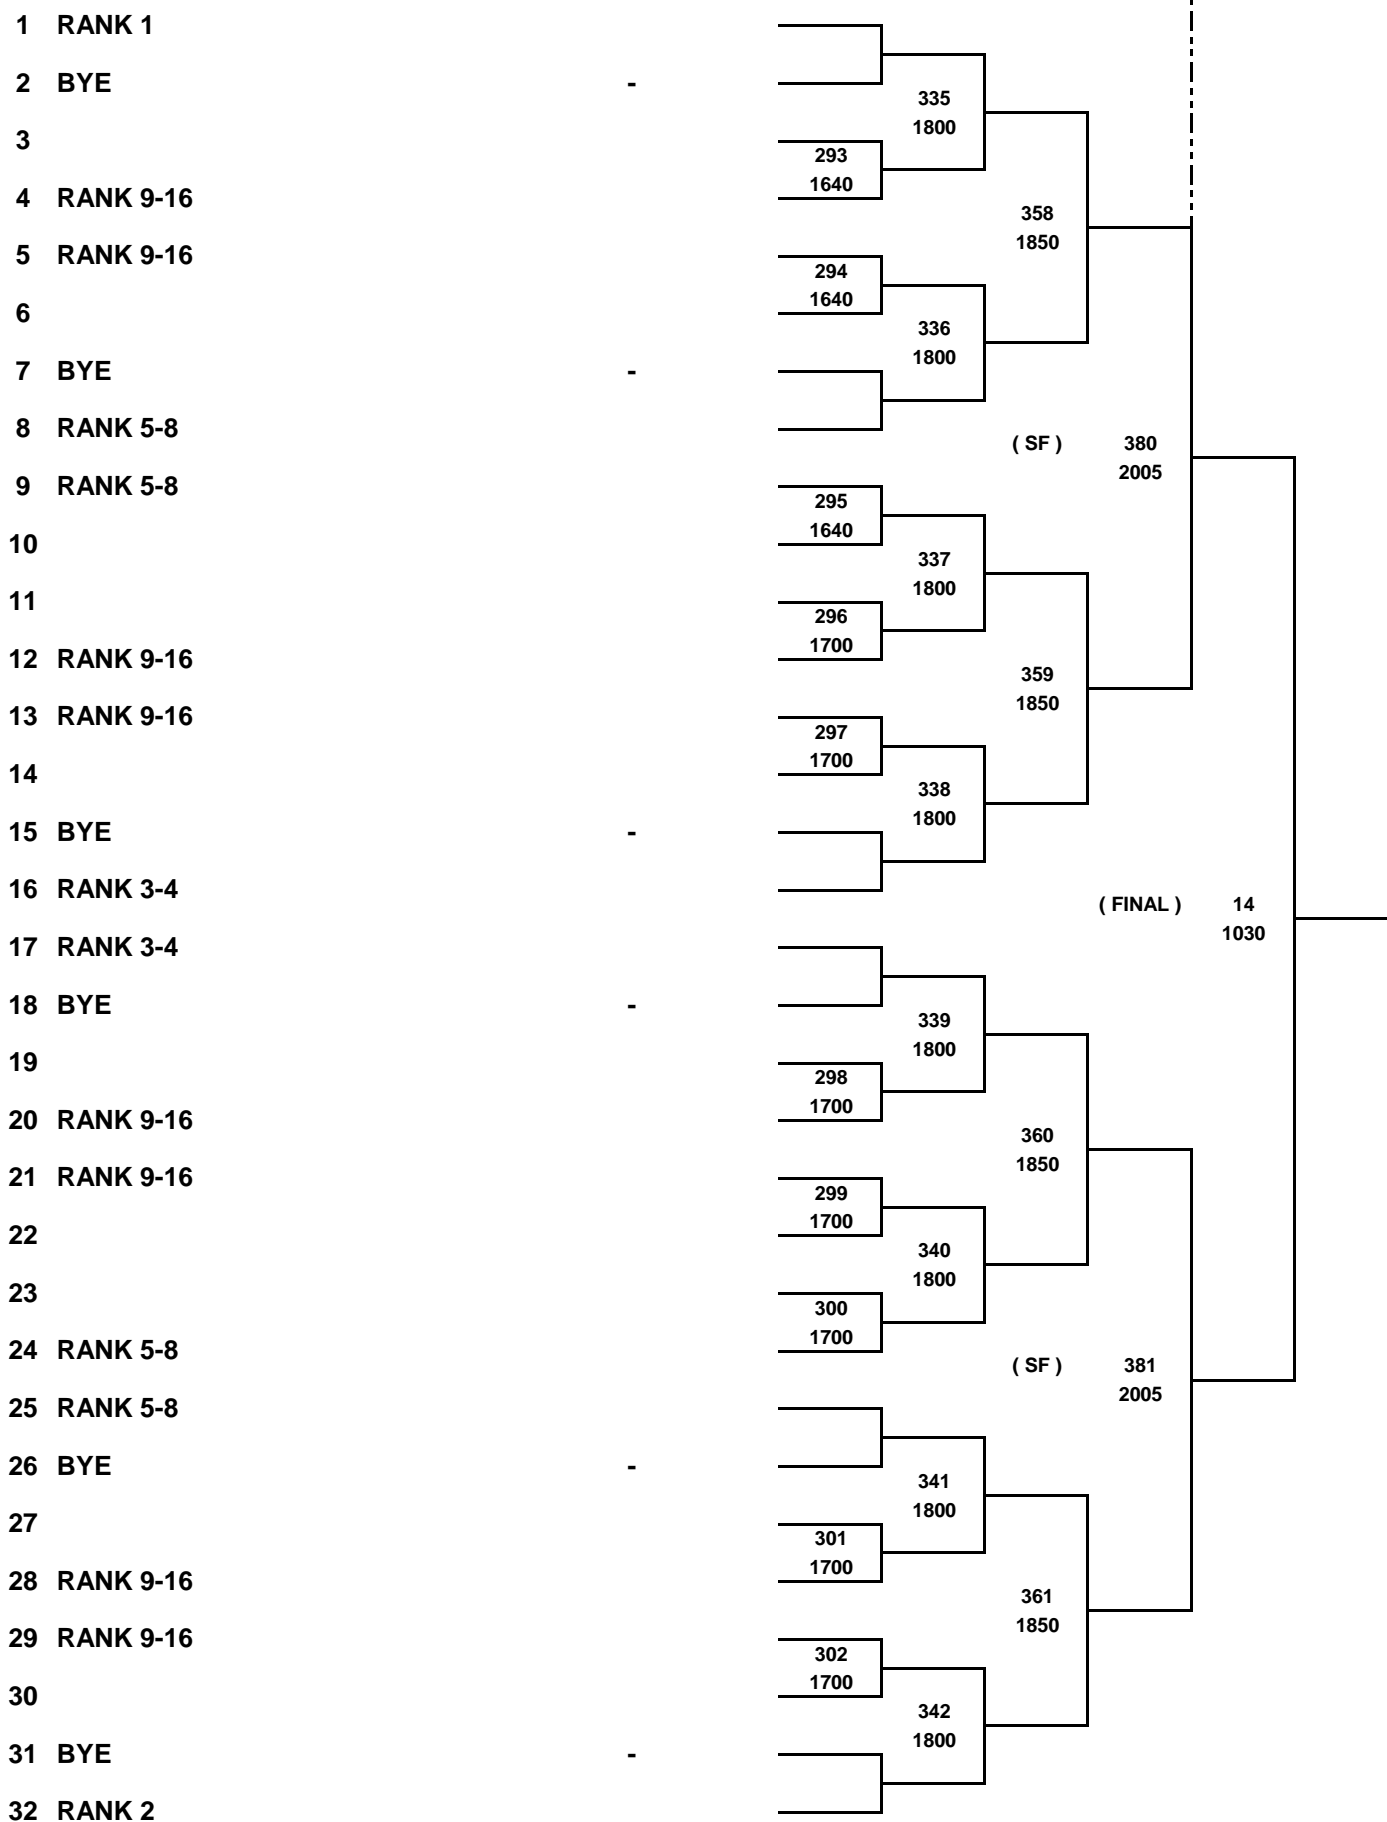 1 RANK 1
2 BYE -
335
1800
3
293
1640
4 RANK 9-16
358
1850
5 RANK 9-16
294
1640
6
336
1800
7 BYE -
8 RANK 5-8
( SF ) 380
2005
9 RANK 5-8
295
1640
10
337
1800
11
296
1700
12 RANK 9-16
359
1850
13 RANK 9-16
297
1700
14
338
1800
15 BYE -
16 RANK 3-4
( FINAL ) 14
1030
17 RANK 3-4
18 BYE -
339
1800
19
298
1700
20 RANK 9-16
360
1850
21 RANK 9-16
299
1700
22
340
1800
23
300
1700
24 RANK 5-8
( SF ) 381
2005
25 RANK 5-8
26 BYE -
341
1800
27
301
1700
28 RANK 9-16
361
1850
29 RANK 9-16
302
1700
30
342
1800
31 BYE -
32 RANK 2